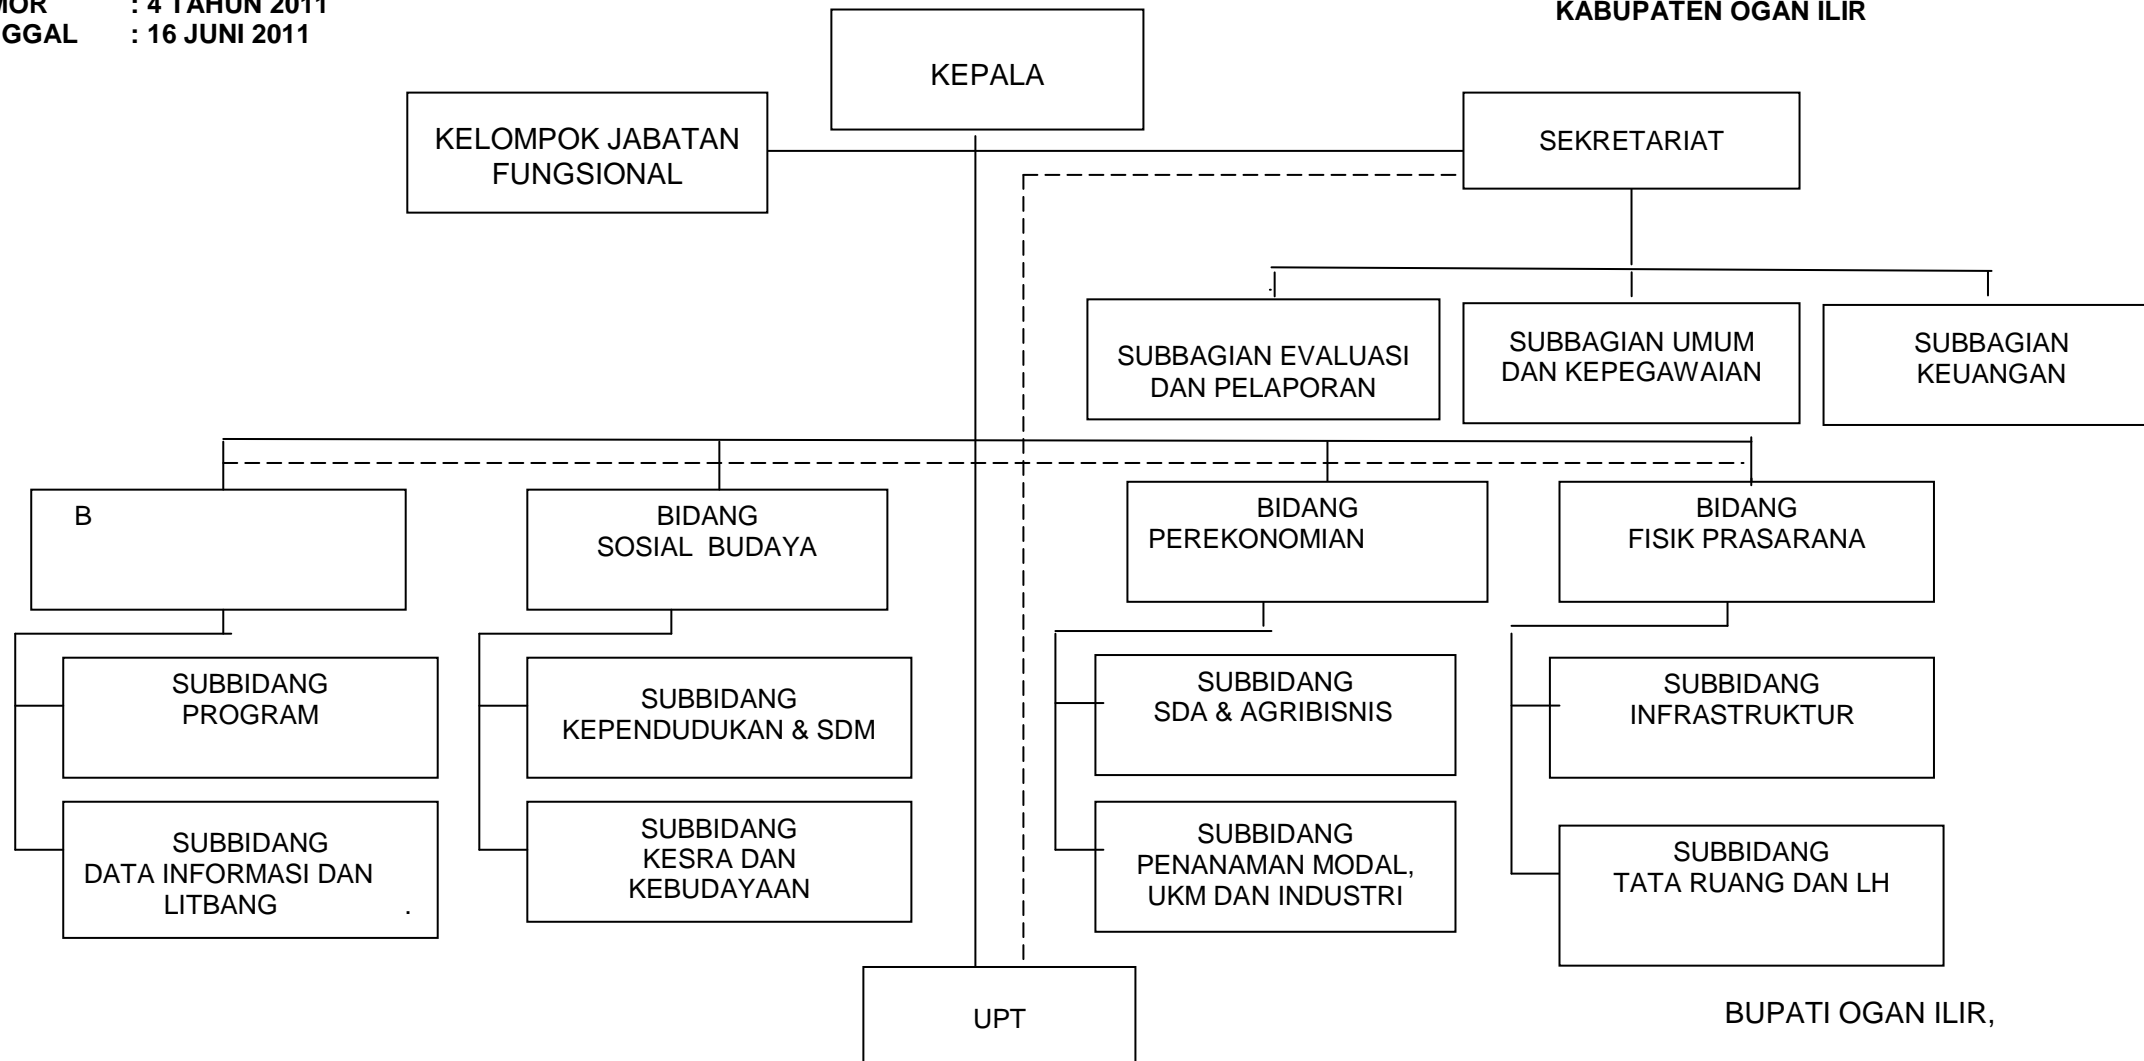 MOR : 4 TAHUN 2011
NGGAL : 16 JUNI 2011
KABUPATEN OGAN ILIR
KEPALA
KELOMPOK JABATAN
FUNGSIONAL
SEKRETARIAT
SUBBAGIAN EVALUASI
DAN PELAPORAN
SUBBAGIAN UMUM
DAN KEPEGAWAIAN
SUBBAGIAN
KEUANGAN
B
BIDANG
SOSIAL BUDAYA
BIDANG
PEREKONOMIAN
BIDANG
FISIK PRASARANA
SUBBIDANG
PROGRAM
SUBBIDANG
KEPENDUDUKAN & SDM
SUBBIDANG
SDA & AGRIBISNIS
SUBBIDANG
INFRASTRUKTUR
SUBBIDANG
DATA INFORMASI DAN
LITBANG .
SUBBIDANG
KESRA DAN
KEBUDAYAAN
SUBBIDANG
PENANAMAN MODAL,
UKM DAN INDUSTRI
SUBBIDANG
TATA RUANG DAN LH
UPT
BUPATI OGAN ILIR,